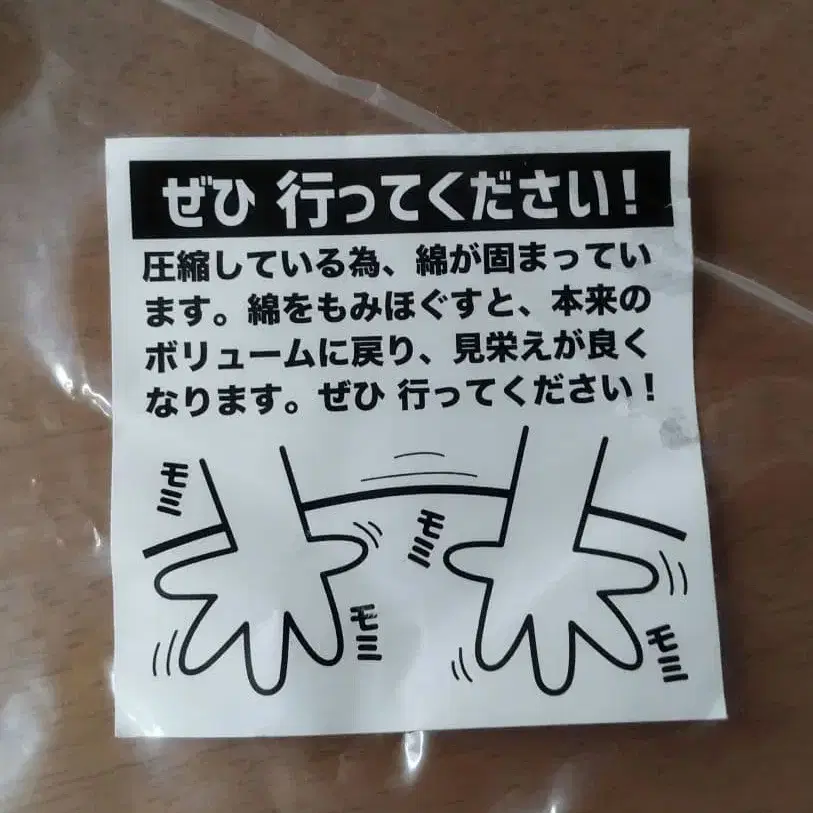 ぜひ 行ってください!
圧縮している為、綿が固まってい
ます。綿をもみほぐすと、本来の
ボリュームに戻り、見栄えが良く
なります。ぜひ 行ってください!
モミ
モミ
モミ
モミ